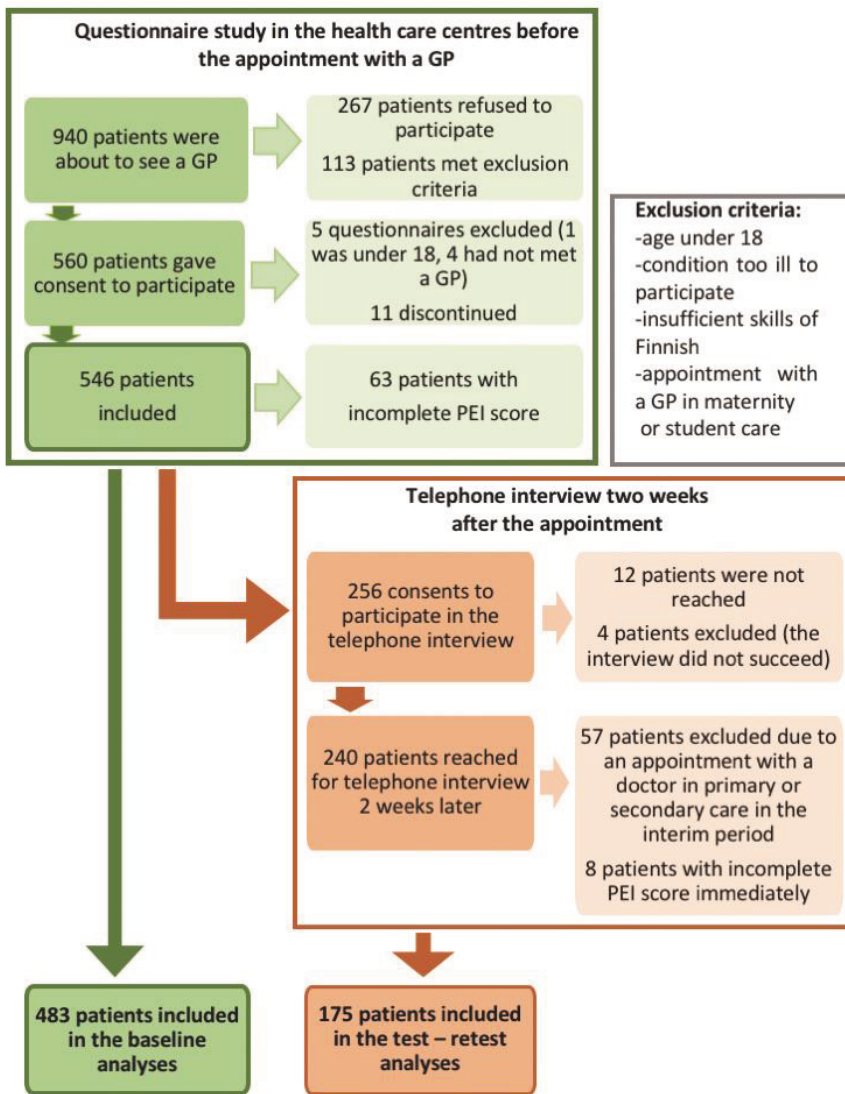 Questionnaire study in the health care centres before
the appointment with a GP
940 patients were
about to see a GP
267 patients refused to
participate
113 patients met exclusion
criteria
560 patients gave
consent to participate
5 questionnaires excluded (1
was under 18, 4 had not met
a GP)
11 discontinued
546 patients
included
63 patients with
incomplete PEI score
Exclusion criteria:
-age under 18
-condition too ill to
participate
-insufficient skills of
Finnish
-appointment with
a GP in maternity
or student care
Telephone interview two weeks
after the appointment
256 consents to
participate in the
telephone interview
12 patients were not
reached
4 patients excluded (the
interview did not succeed)
240 patients reached
for telephone interview
2 weeks later
57 patients excluded due to
an appointment with a
doctor in primary or
secondary care in the
interim period
8 patients with incomplete
PEI score immediately
483 patients included
in the baseline
analyses
175 patients included
in the test – retest
analyses